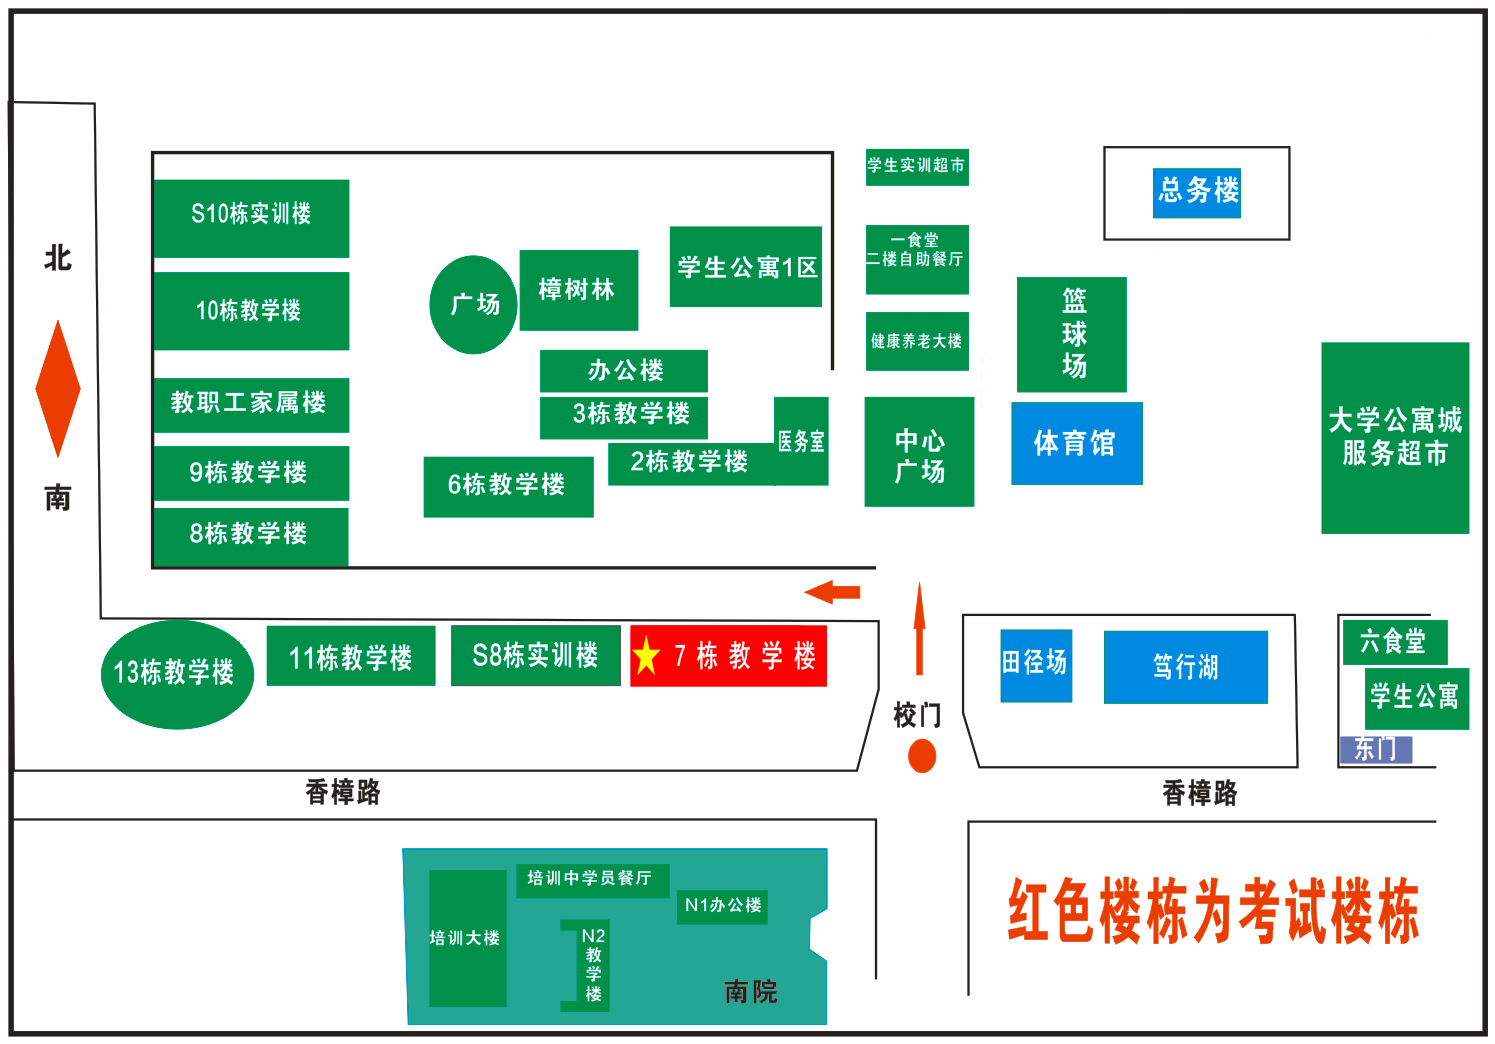 北
南
S10栋实训楼
10栋教学楼
教职工家属楼
9栋教学楼
8栋教学楼
广场
樟树林
学生公寓1区
办公楼
3栋教学楼
2栋教学楼
医务室
6栋教学楼
学生实训超市
一食堂
二楼自助餐厅
健康养老大楼
中心
广场
总务楼
篮
球
场
体育馆
大学公寓城
服务超市
13栋教学楼
11栋教学楼
S8栋实训楼
7栋教学楼
校门
田径场
笃行湖
六食堂
学生公寓
东门
香樟路
香樟路
培训中学员餐厅
N1办公楼
培训大楼
N2
教
学
楼
南院
红色楼栋为考试楼栋